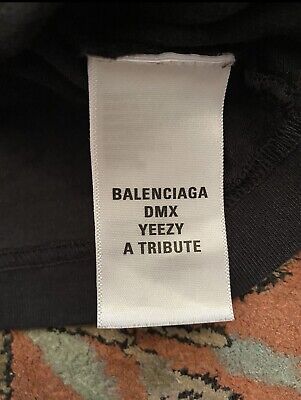 BALENCIAGA
DMX
YEEZY
A TRIBUTE